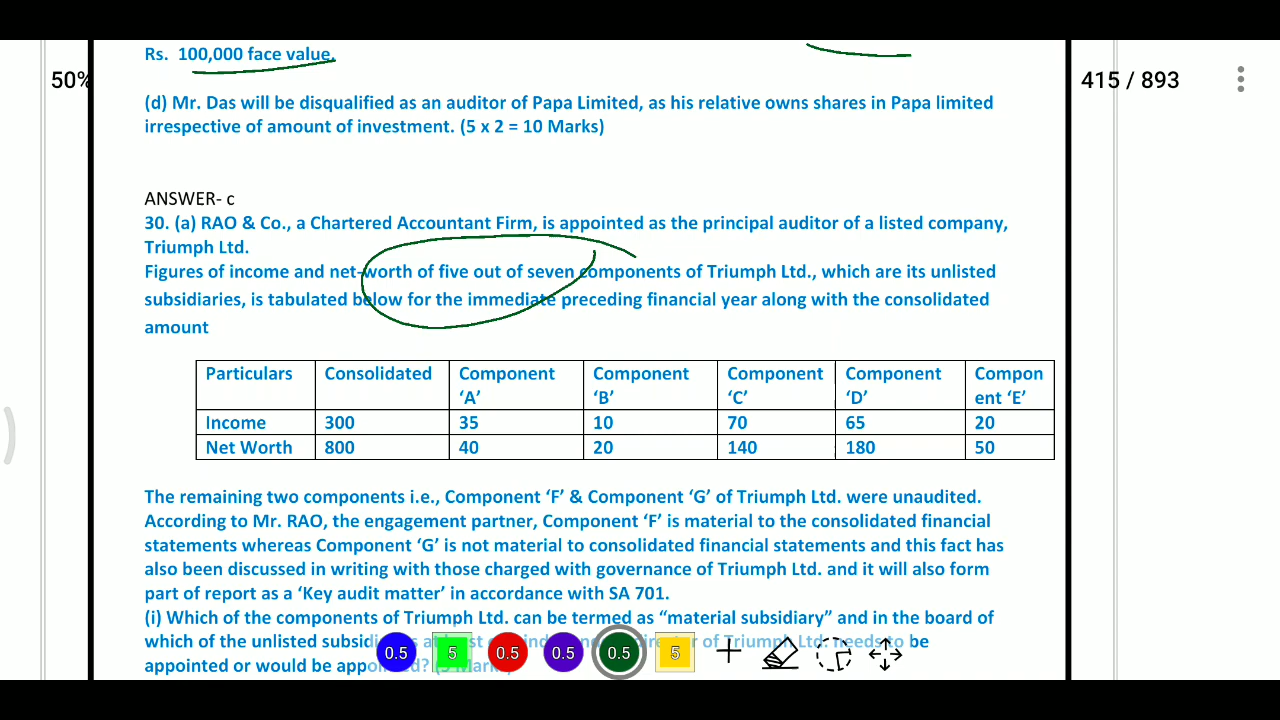 Rs. 100,000 face value.
50%
415 / 893
(d) Mr. Das will be disqualified as an auditor of Papa Limited, as his relative owns shares in Papa limited
irrespective of amount of investment. (5 x 2 = 10 Marks)
ANSWER- c
30. (a) RAO & Co., a Chartered Accountant Firm, is appointed as the principal auditor of a listed company,
Triumph Ltd.
Figures of income and net-worth of five out of seven components of Triumph Ltd., which are its unlisted
subsidiaries, is tabulated below for the immediate preceding financial year along with the consolidated
amount
Particulars Consolidated Component ‘A’ Component ‘B’ Component ‘C’ Component ‘D’ Compon ent ‘E’
Income 300 35 10 70 65 20
Net Worth 800 40 20 140 180 50
The remaining two components i.e., Component ‘F’ & Component ‘G’ of Triumph Ltd. were unaudited.
According to Mr. RAO, the engagement partner, Component ‘F’ is material to the consolidated financial
statements whereas Component ‘G’ is not material to consolidated financial statements and this fact has
also been discussed in writing with those charged with governance of Triumph Ltd. and it will also form
part of report as a ‘Key audit matter’ in accordance with SA 701.
(i) Which of the components of Triumph Ltd. can be termed as “material subsidiary” and in the board of
which of the unlisted of Triumph Ltd. needs to be
appointed or would be
0.5 5 0.5 0.5 0.5 5